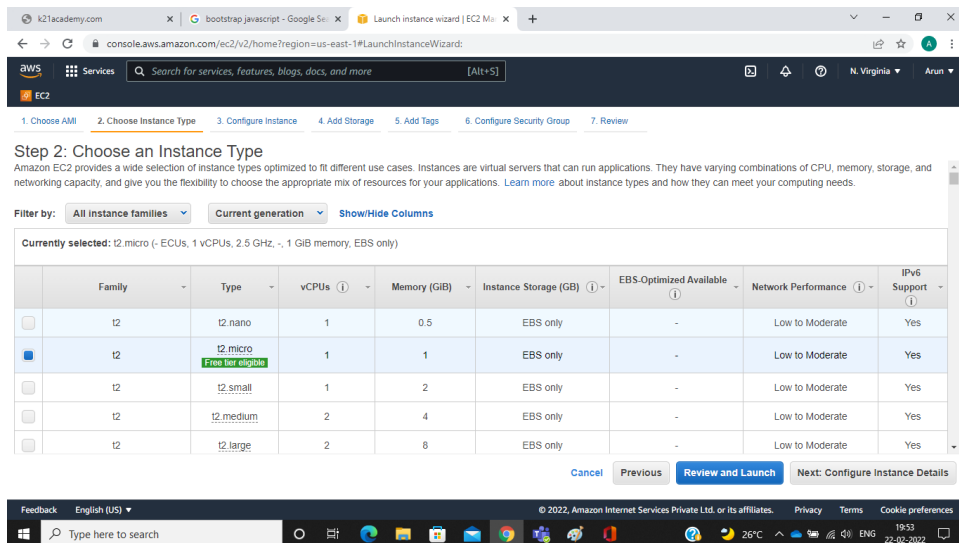 k21academy.com
bootstrap javascript - Google Se
Launch instance wizard | EC2 Ma
console.aws.amazon.com/ec2/v2/home?region=us-east-1#LaunchInstanceWizard:
A
aws
Services
Search for services, features, blogs, docs, and more [Alt+S]
N. Virginia
Arun
EC2
1. Choose AMI 2. Choose Instance Type 3. Configure Instance 4. Add Storage 5. Add Tags 6. Configure Security Group 7. Review
Step 2: Choose an Instance Type
Amazon EC2 provides a wide selection of instance types optimized to fit different use cases. Instances are virtual servers that can run applications. They have varying combinations of CPU, memory, storage, and
networking capacity, and give you the flexibility to choose the appropriate mix of resources for your applications. Learn more about instance types and how they can meet your computing needs.
Filter by: All instance families Current generation Show/Hide Columns
Currently selected: t2.micro (- ECUs, 1 vCPUs, 2.5 GHz, -, 1 GiB memory, EBS only)
Family Type vCPUs Memory (GiB) Instance Storage (GB) EBS-Optimized Available Network Performance IPv6 Support
t2 t2.nano 1 0.5 EBS only - Low to Moderate Yes
t2 t2.micro 1 1 EBS only - Low to Moderate Yes
Free tier eligible
t2 t2.small 1 2 EBS only - Low to Moderate Yes
t2 t2.medium 2 4 EBS only - Low to Moderate Yes
t2 t2.large 2 8 EBS only - Low to Moderate Yes
Cancel Previous Review and Launch Next: Configure Instance Details
Feedback English (US) © 2022, Amazon Internet Services Private Ltd. or its affiliates. Privacy Terms Cookie preferences
Type here to search
26°C
ENG
19:53
22-02-2022